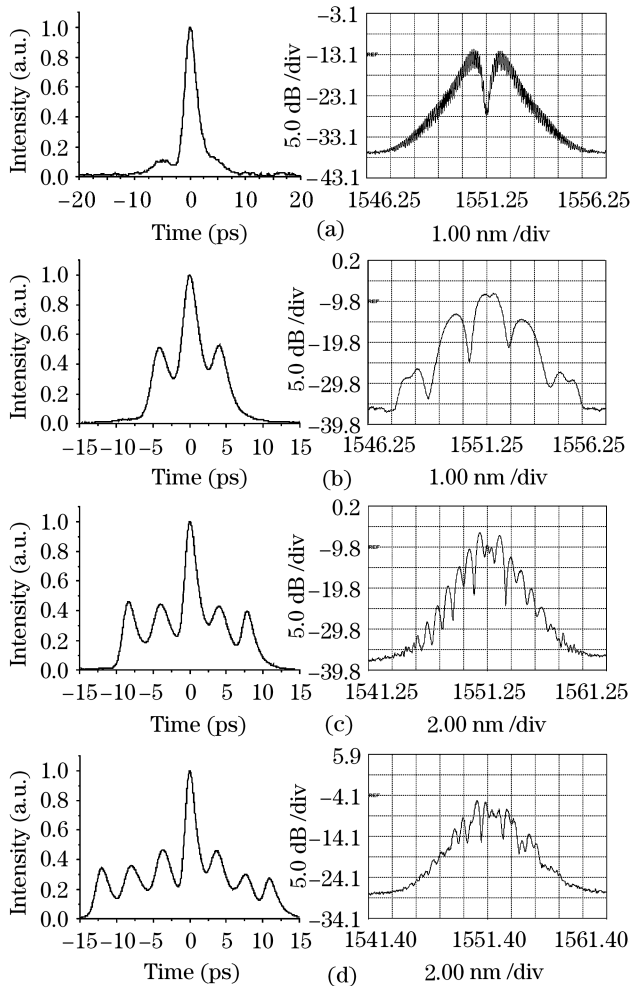 Intensity (a.u.)
1.0
0.8
0.6
0.4
0.2
0.0
−20 −10 0 10 20
Time (ps)
5.0 dB /div
−3.1
−13.1
−23.1
−33.1
−43.1
REF
1546.25 1551.25 1556.25
1.00 nm /div
(a)
Intensity (a.u.)
1.0
0.8
0.6
0.4
0.2
0.0
−15 −10 −5 0 5 10 15
Time (ps)
5.0 dB /div
0.2
−9.8
−19.8
−29.8
−39.8
REF
1546.25 1551.25 1556.25
1.00 nm /div
(b)
Intensity (a.u.)
1.0
0.8
0.6
0.4
0.2
0.0
−15 −10 −5 0 5 10 15
Time (ps)
5.0 dB /div
0.2
−9.8
−19.8
−29.8
−39.8
REF
1541.25 1551.25 1561.25
2.00 nm /div
(c)
Intensity (a.u.)
1.0
0.8
0.6
0.4
0.2
0.0
−15 −10 −5 0 5 10 15
Time (ps)
5.0 dB /div
5.9
−4.1
−14.1
−24.1
−34.1
REF
1541.40 1551.40 1561.40
2.00 nm /div
(d)